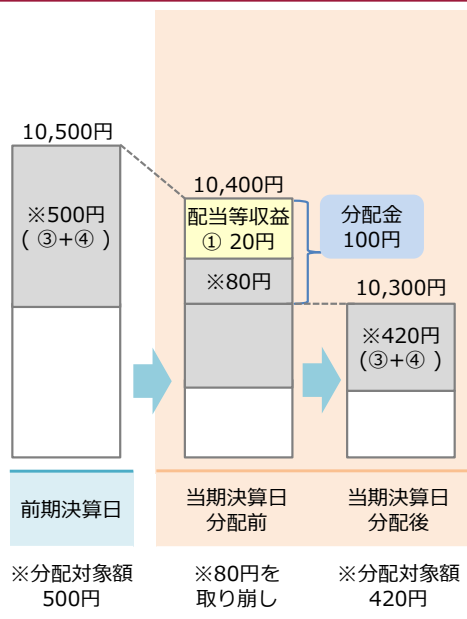 10,500円
※500円
( ③+④ )
10,400円
配当等収益
① 20円
※80円
分配金
100円
10,300円
※420円
(③+④ )
前期決算日
当期決算日
分配前
当期決算日
分配後
※分配対象額
500円
※80円を
取り崩し
※分配対象額
420円